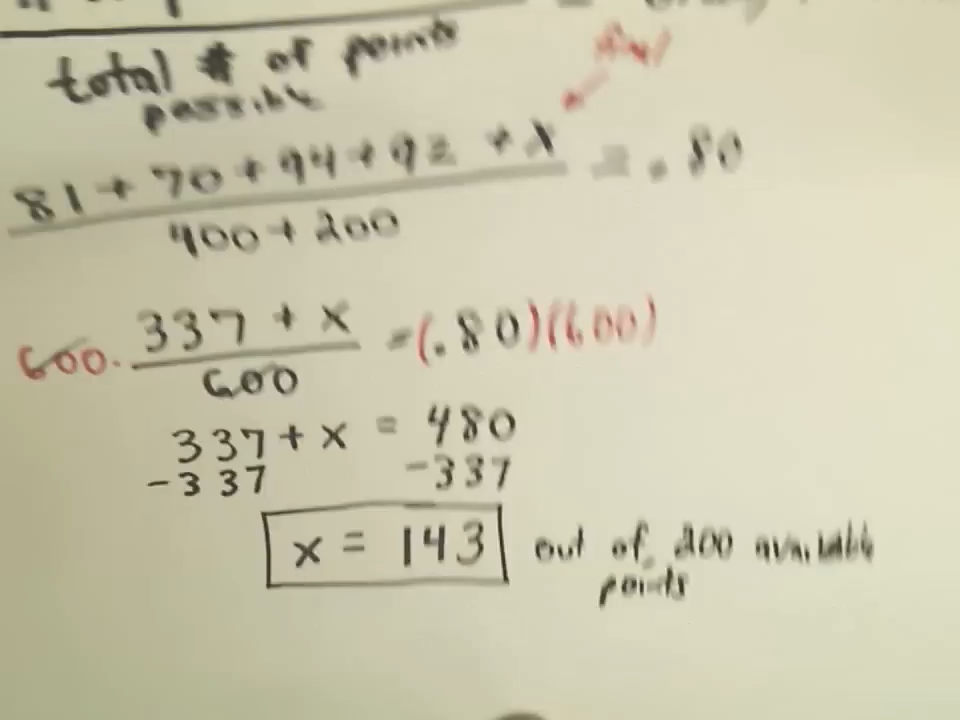 total # of points
possible
final
81 + 70 + 94 + 92 + x = .80
400 + 200
600 · 337 + x = (.80)(600)
600
337 + x = 480
-337 -337
x = 143 out of 200 available
points